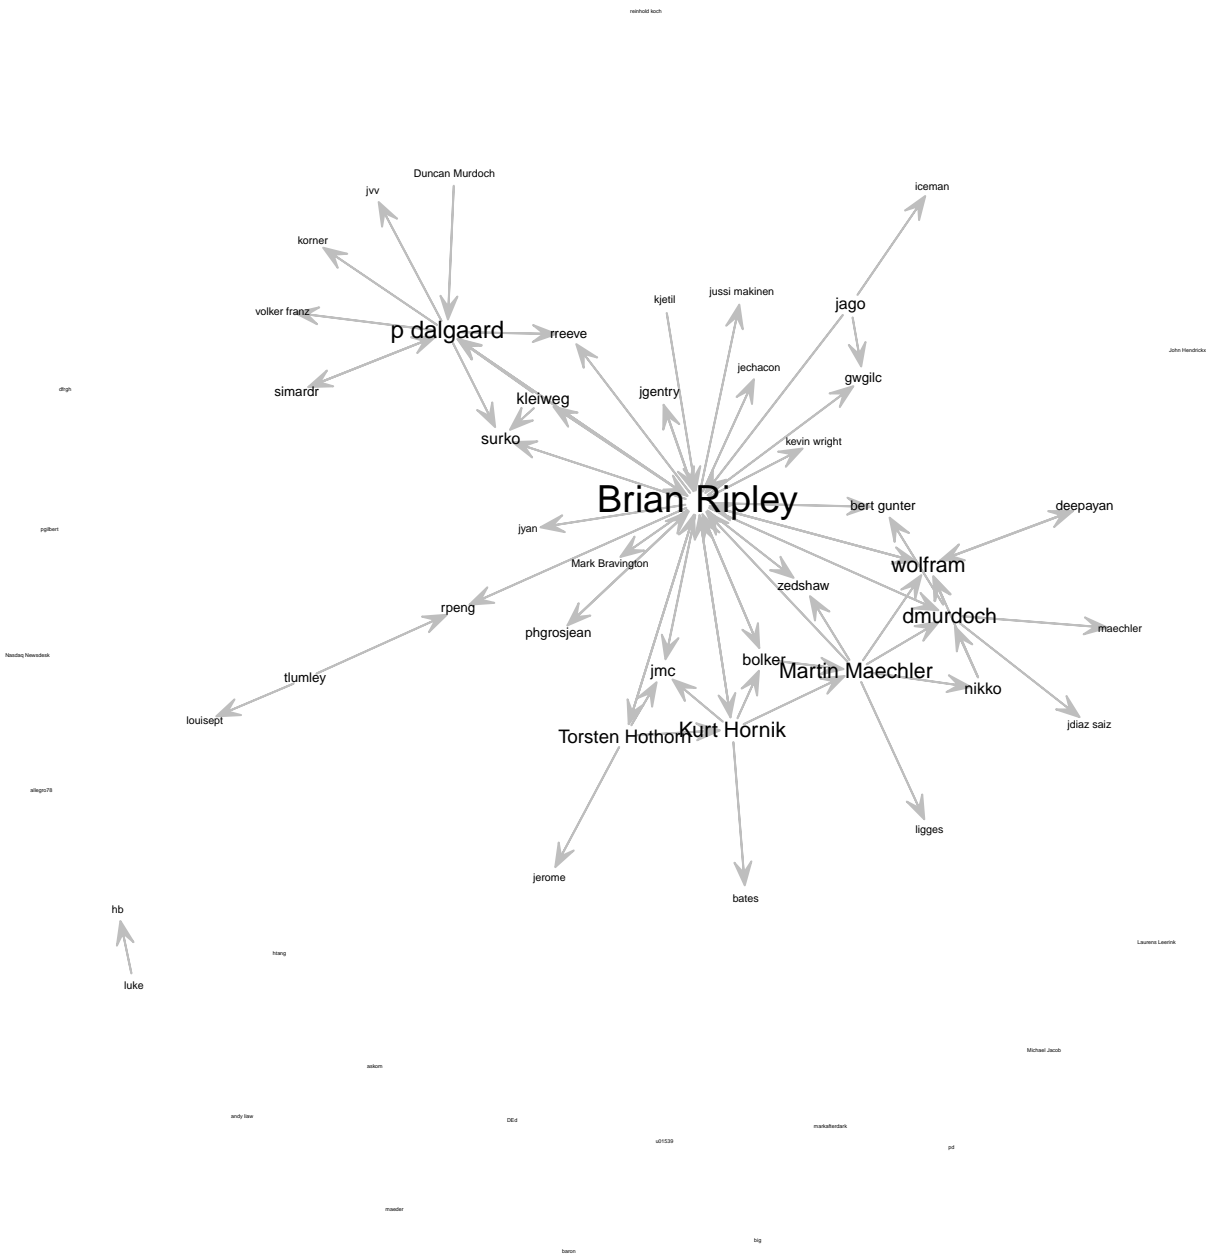 reinhold koch
Duncan Murdoch
jvv
iceman
korner
kjetil
jussi makinen
jago
volker franz
p dalgaard
rreeve
John Hendrickx
dfrgh
simardr
kleiweg
jgentry
jechacon
gwgilc
surko
kevin wright
Brian Ripley
bert gunter
deepayan
pgilbert
jyan
Mark Bravington
wolfram
zedshaw
rpeng
dmurdoch
phgrosjean
maechler
Nasdaq Newsdesk
tlumley
jmc
bolker
Martin Maechler
nikko
louisept
Torsten Hothorn
Kurt Hornik
jdiaz saiz
allegro78
ligges
jerome
bates
hb
Laurens Leerink
luke
Michael Jacob
askom
andy liaw
DEd
markalterdark
u01539
pd
maeder
big
baron